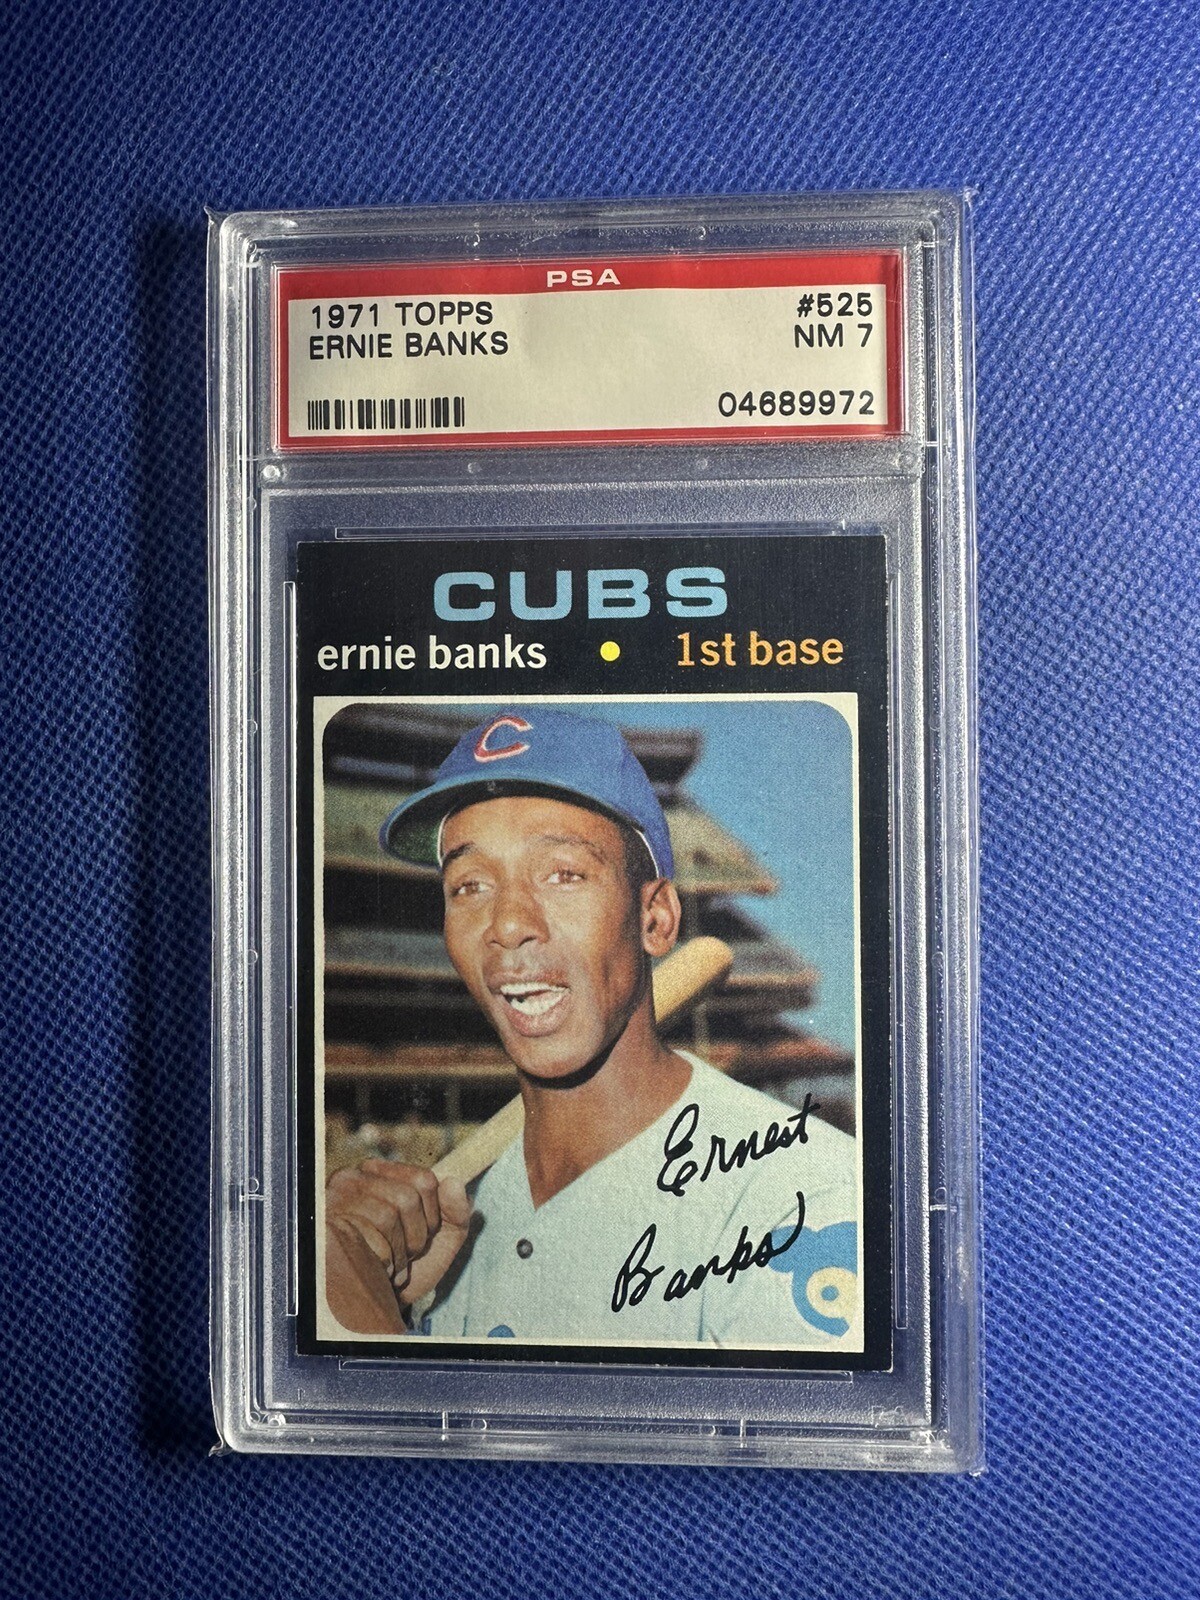 PSA
1971 TOPPS #525
ERNIE BANKS NM 7
04689972
CUBS
ernie banks • 1st base
C
Ernest
Banks